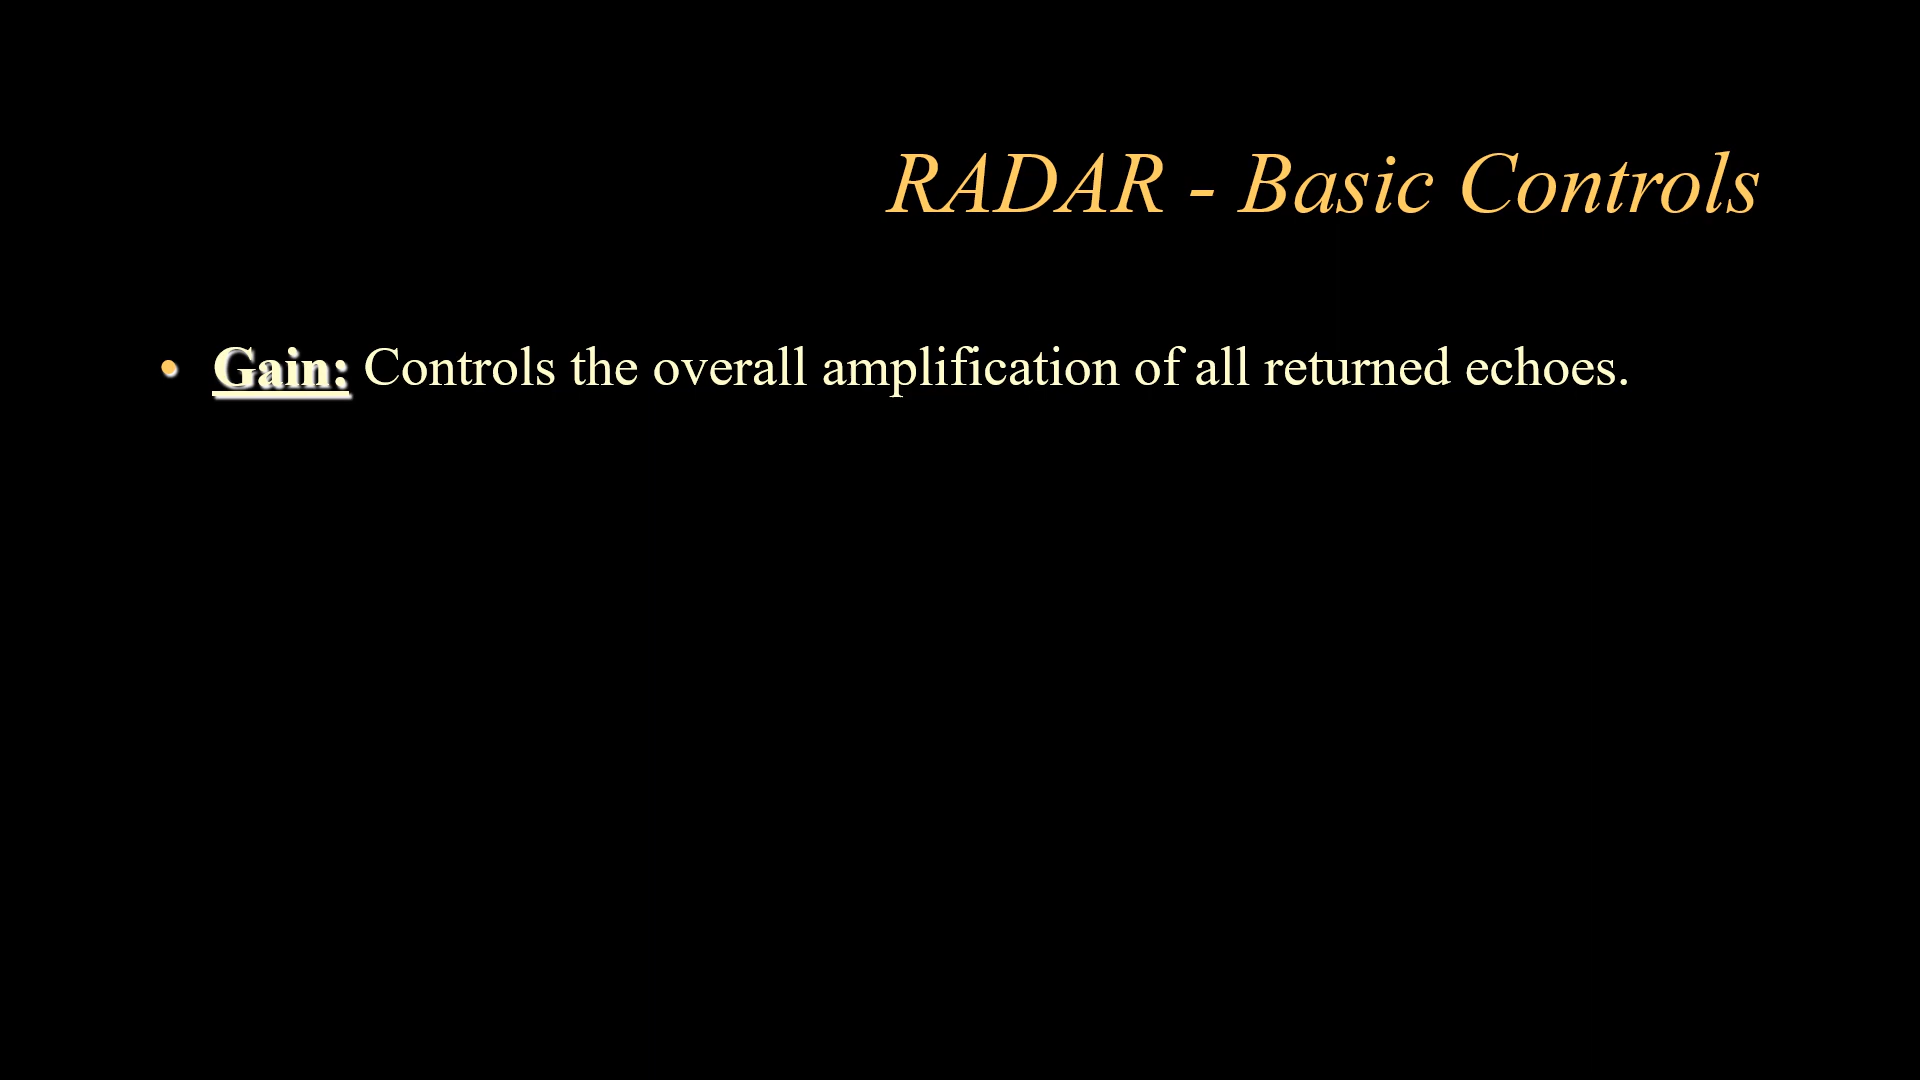 RADAR - Basic Controls
• Gain: Controls the overall amplification of all returned echoes.